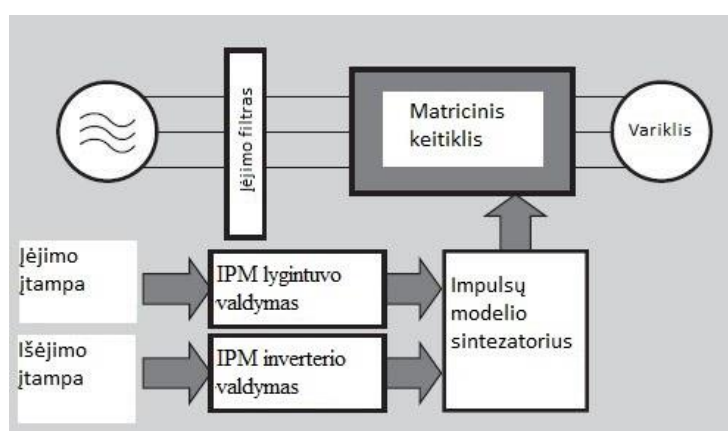 Įėjimo filtras
Matricinis
keitiklis
Variklis
Įėjimo
įtampa
IPM lygintuvo
valdymas
Impulsų
modelio
sintezatorius
Išėjimo
įtampa
IPM inverterio
valdymas